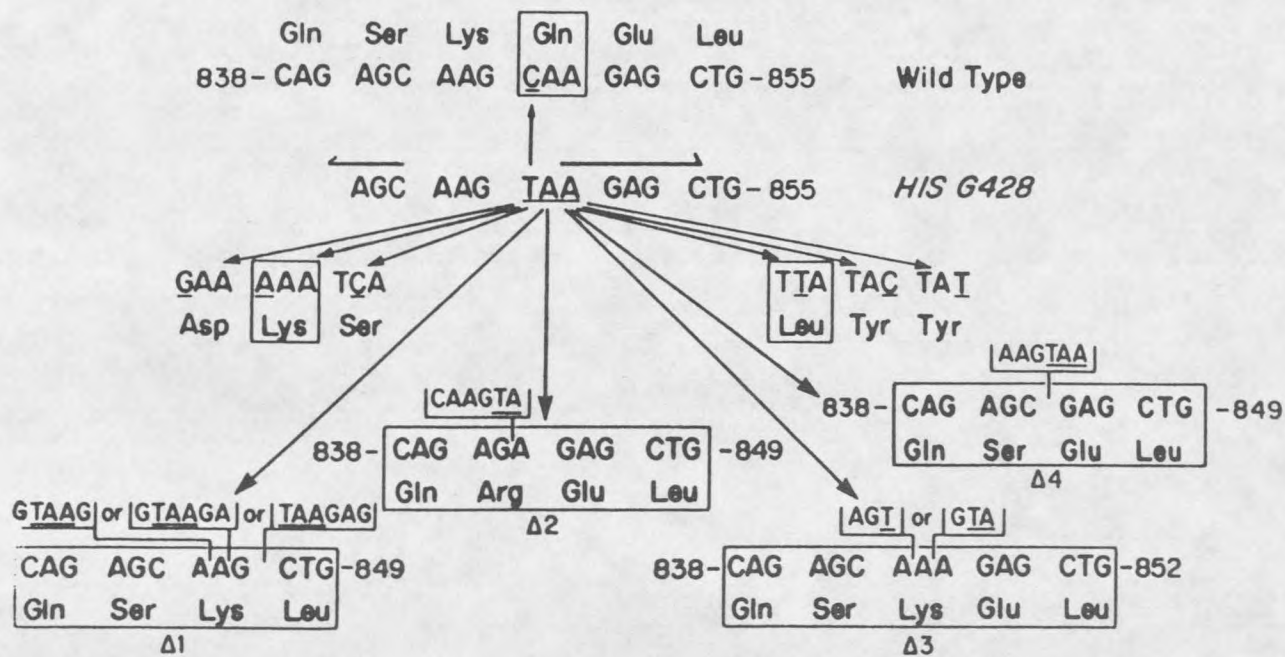 Gln Ser Lys Gln Glu Leu
838- CAG AGC AAG CAA GAG CTG -855 Wild Type
AGC AAG TAA GAG CTG -855 HIS G428
GAA AAA TCA TTA TAC TAT
Asp Lys Ser Leu Tyr Tyr
AAGTAA
838- CAG AGC GAG CTG -849
Gln Ser Glu Leu
Δ4
CAAGTA
838- CAG AGA GAG CTG -849
Gln Arg Glu Leu
Δ2
GTAAG or GTAAGA or TAAGAG
CAG AGC AAG CTG -849
Gln Ser Lys Leu
Δ1
AGT or GTA
838- CAG AGC AAA GAG CTG -852
Gln Ser Lys Glu Leu
Δ3